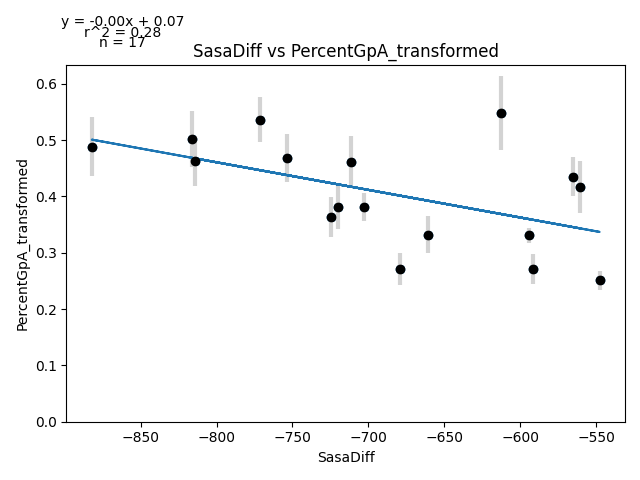 y = -0.00x + 0.07
r^2 = 0.28
n = 17
SasaDiff vs PercentGpA_transformed
PercentGpA_transformed
0.6
0.5
0.4
0.3
0.2
0.1
0.0
−850 −800 −750 −700 −650 −600 −550
SasaDiff